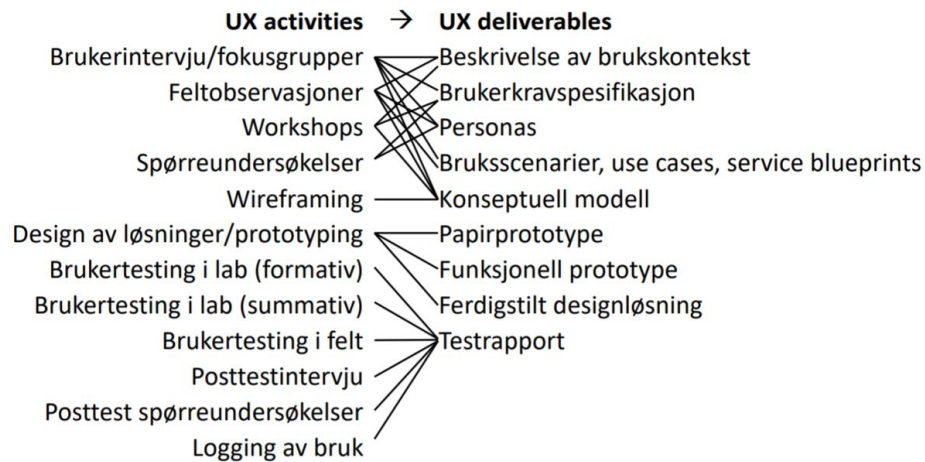 UX activities → UX deliverables
Brukerintervju/fokusgrupper Beskrivelse av brukskontekst
Feltobservasjoner Brukerkravspesifikasjon
Workshops Personas
Spørreundersøkelser Bruksscenarier, use cases, service blueprints
Wireframing Konseptuell modell
Design av løsninger/prototyping Papirprototype
Brukertesting i lab (formativ) Funksjonell prototype
Brukertesting i lab (summativ) Ferdigstilt designløsning
Brukertesting i felt Testrapport
Posttestintervju
Posttest spørreundersøkelser
Logging av bruk